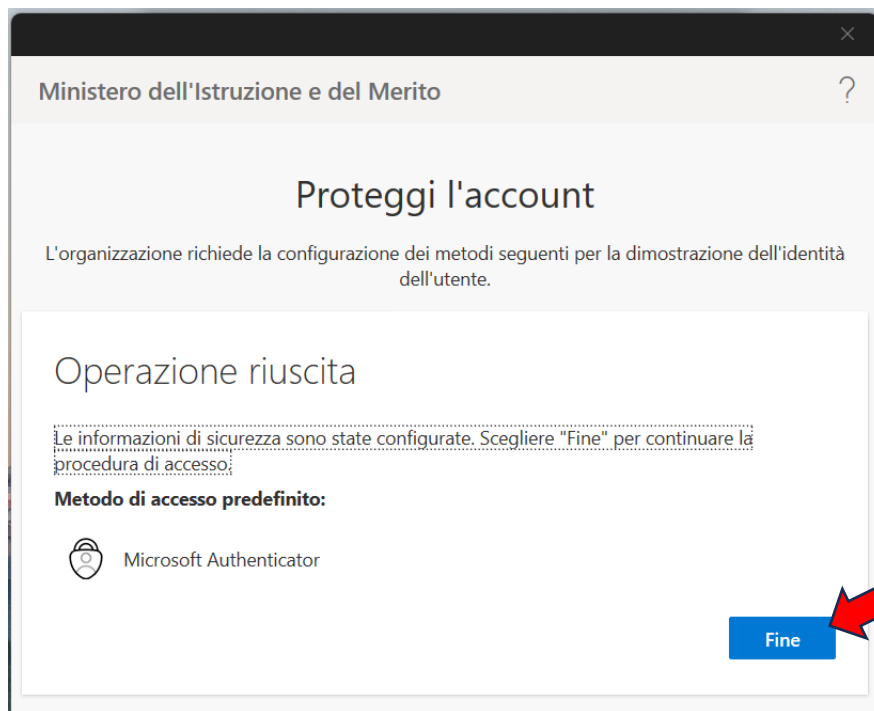 Ministero dell'Istruzione e del Merito
?
Proteggi l'account
L'organizzazione richiede la configurazione dei metodi seguenti per la dimostrazione dell'identità
dell'utente.
Operazione riuscita
Le informazioni di sicurezza sono state configurate. Scegliere "Fine" per continuare la
procedura di accesso.
Metodo di accesso predefinito:
Microsoft Authenticator
Fine